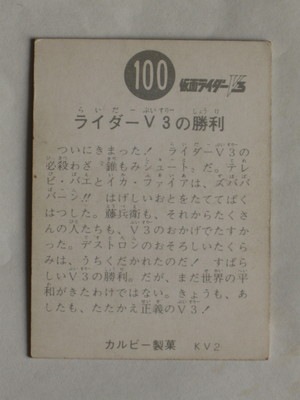 100
仮面ライダーV3
ライダーV3の勝利
ついにきまった! ライダーV3の
必殺わざ"錐もみシュート"だ。テレ
ビ・バエとイカ・ファイアは、ズババ
バーン!! はげしいおとをたててばく
はつした。藤兵衛も、それからたくさ
んの人たちも、V3のおかげでたすかっ
た。デストロンのおそろしいたくらみ
は、うちくだかれたのだ! すばら
しいV3の勝利。だが、まだ世界の平
和がきたわけではない。きょうも、あ
したも、たたかえ正義のV3!
カルビー製菓 KV2